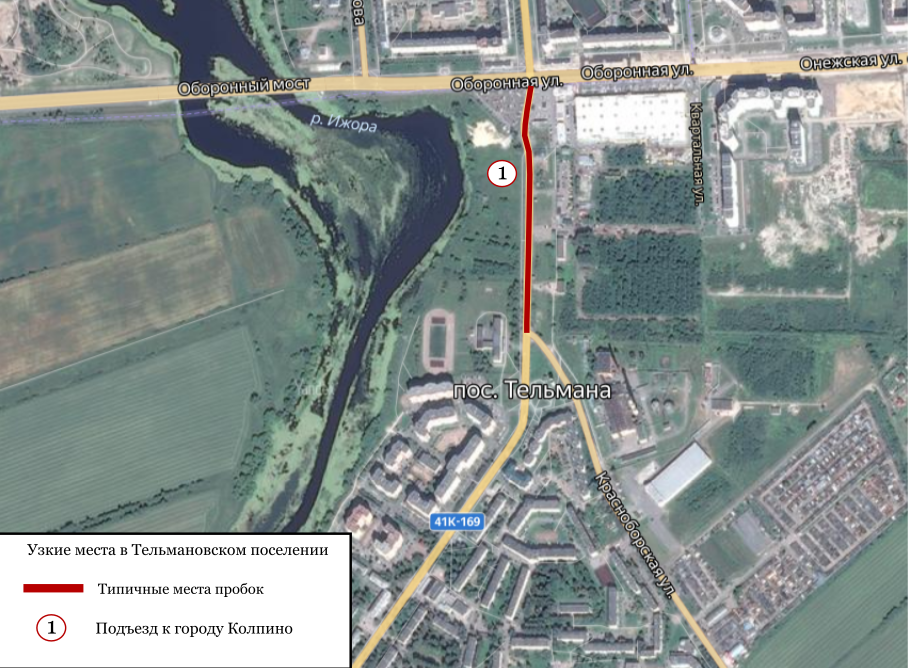 ова
Оборонный мост
Оборонная ул.
Оборонная ул.
Онежская ул.
р. Ижора
Квартальная ул.
1
пос. Тельмана
Красноборская ул.
41К-169
Узкие места в Тельмановском поселении
Типичные места пробок
1
Подъезд к городу Колпино